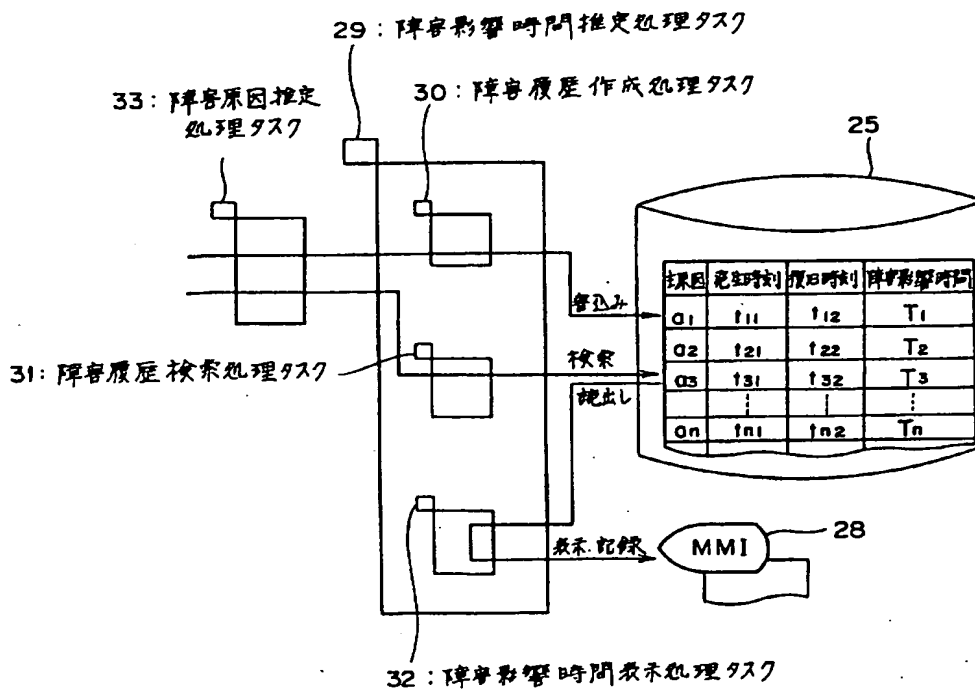 29：障害影響時間推定処理タスク
33：障害原因推定
処理タスク
30：障害履歴作成処理タスク
25
主原因 発生時刻 復旧時刻 障害影響時間
a1 t11 t12 T1
a2 t21 t22 T2
a3 t31 t32 T3
an tn1 tn2 Tn
書込み
31：障害履歴検索処理タスク
検索
読出し
表示・記録
MMI
28
32：障害影響時間表示処理タスク